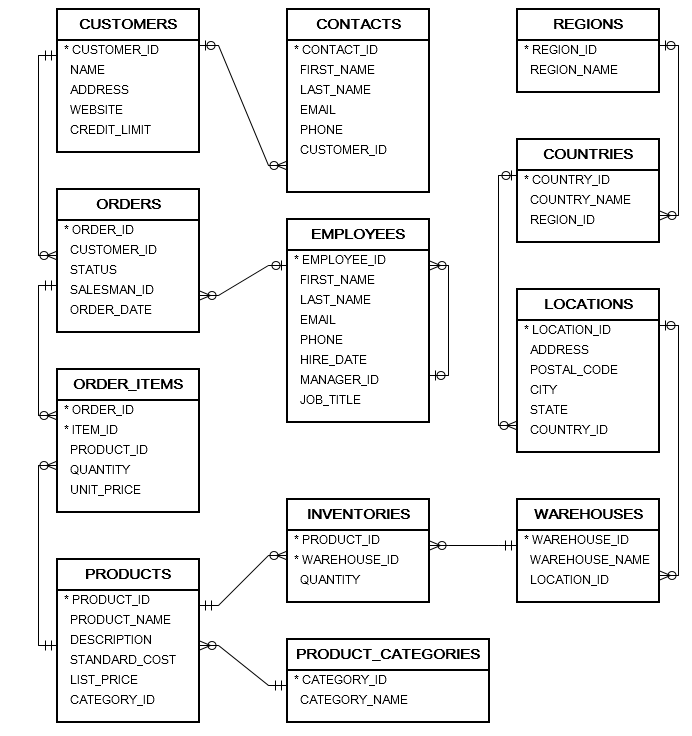 CUSTOMERS
* CUSTOMER_ID
NAME
ADDRESS
WEBSITE
CREDIT_LIMIT
CONTACTS
* CONTACT_ID
FIRST_NAME
LAST_NAME
EMAIL
PHONE
CUSTOMER_ID
REGIONS
* REGION_ID
REGION_NAME
COUNTRIES
* COUNTRY_ID
COUNTRY_NAME
REGION_ID
ORDERS
* ORDER_ID
CUSTOMER_ID
STATUS
SALESMAN_ID
ORDER_DATE
EMPLOYEES
* EMPLOYEE_ID
FIRST_NAME
LAST_NAME
EMAIL
PHONE
HIRE_DATE
MANAGER_ID
JOB_TITLE
LOCATIONS
* LOCATION_ID
ADDRESS
POSTAL_CODE
CITY
STATE
COUNTRY_ID
ORDER_ITEMS
* ORDER_ID
* ITEM_ID
PRODUCT_ID
QUANTITY
UNIT_PRICE
INVENTORIES
* PRODUCT_ID
* WAREHOUSE_ID
QUANTITY
WAREHOUSES
* WAREHOUSE_ID
WAREHOUSE_NAME
LOCATION_ID
PRODUCTS
* PRODUCT_ID
PRODUCT_NAME
DESCRIPTION
STANDARD_COST
LIST_PRICE
CATEGORY_ID
PRODUCT_CATEGORIES
* CATEGORY_ID
CATEGORY_NAME